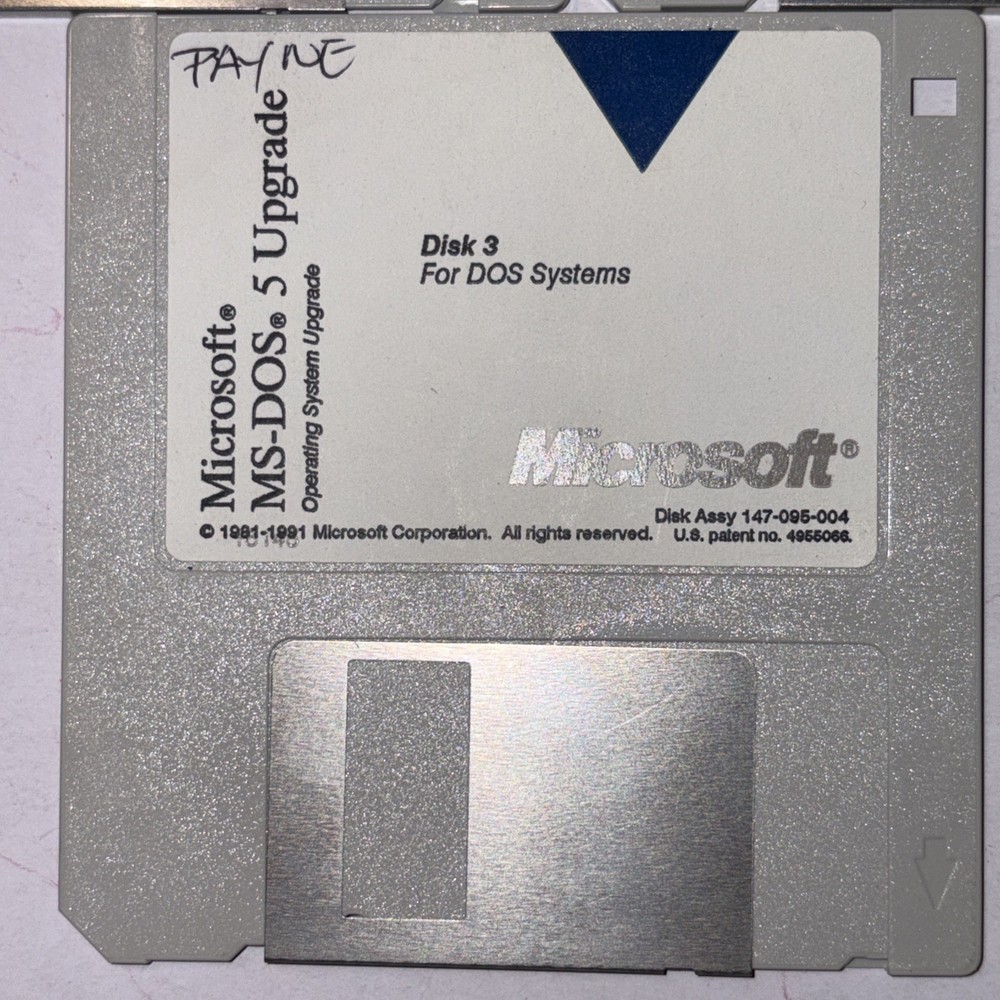 PAYNE
Microsoft®
MS-DOS® 5 Upgrade
Operating System Upgrade
Disk 3
For DOS Systems
Microsoft®
Disk Assy 147-095-004
© 1981-1991 Microsoft Corporation. All rights reserved. U.S. patent no. 4955066.